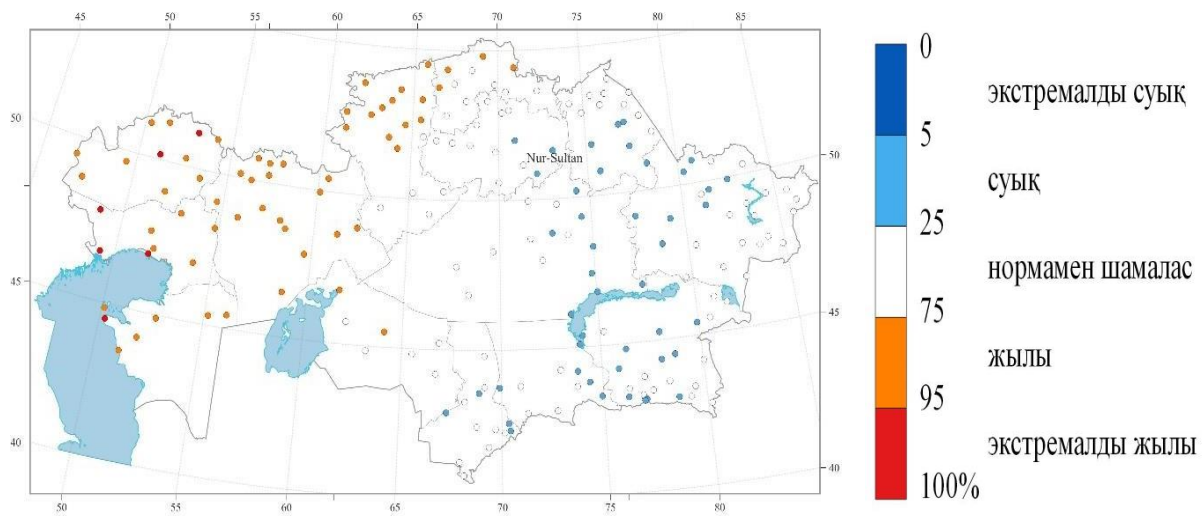 45 50 55 60 65 70 75 80 85
50
45
40
Nur-Sultan
50
45
40
50 55 60 65 70 75 80
0
экстремалды суық
5
суық
25
нормамен шамалас
75
жылы
95
экстремалды жылы
100%